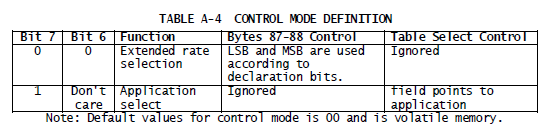 TABLE A-4 CONTROL MODE DEFINITION
Bit 7 Bit 6 Function Bytes 87-88 Control Table Select Control
0 0 Extended rate LSB and MSB are used Ignored
selection according to
declaration bits.
1 Don't Application Ignored field points to
care select application
Note: Default values for control mode is 00 and is volatile memory.